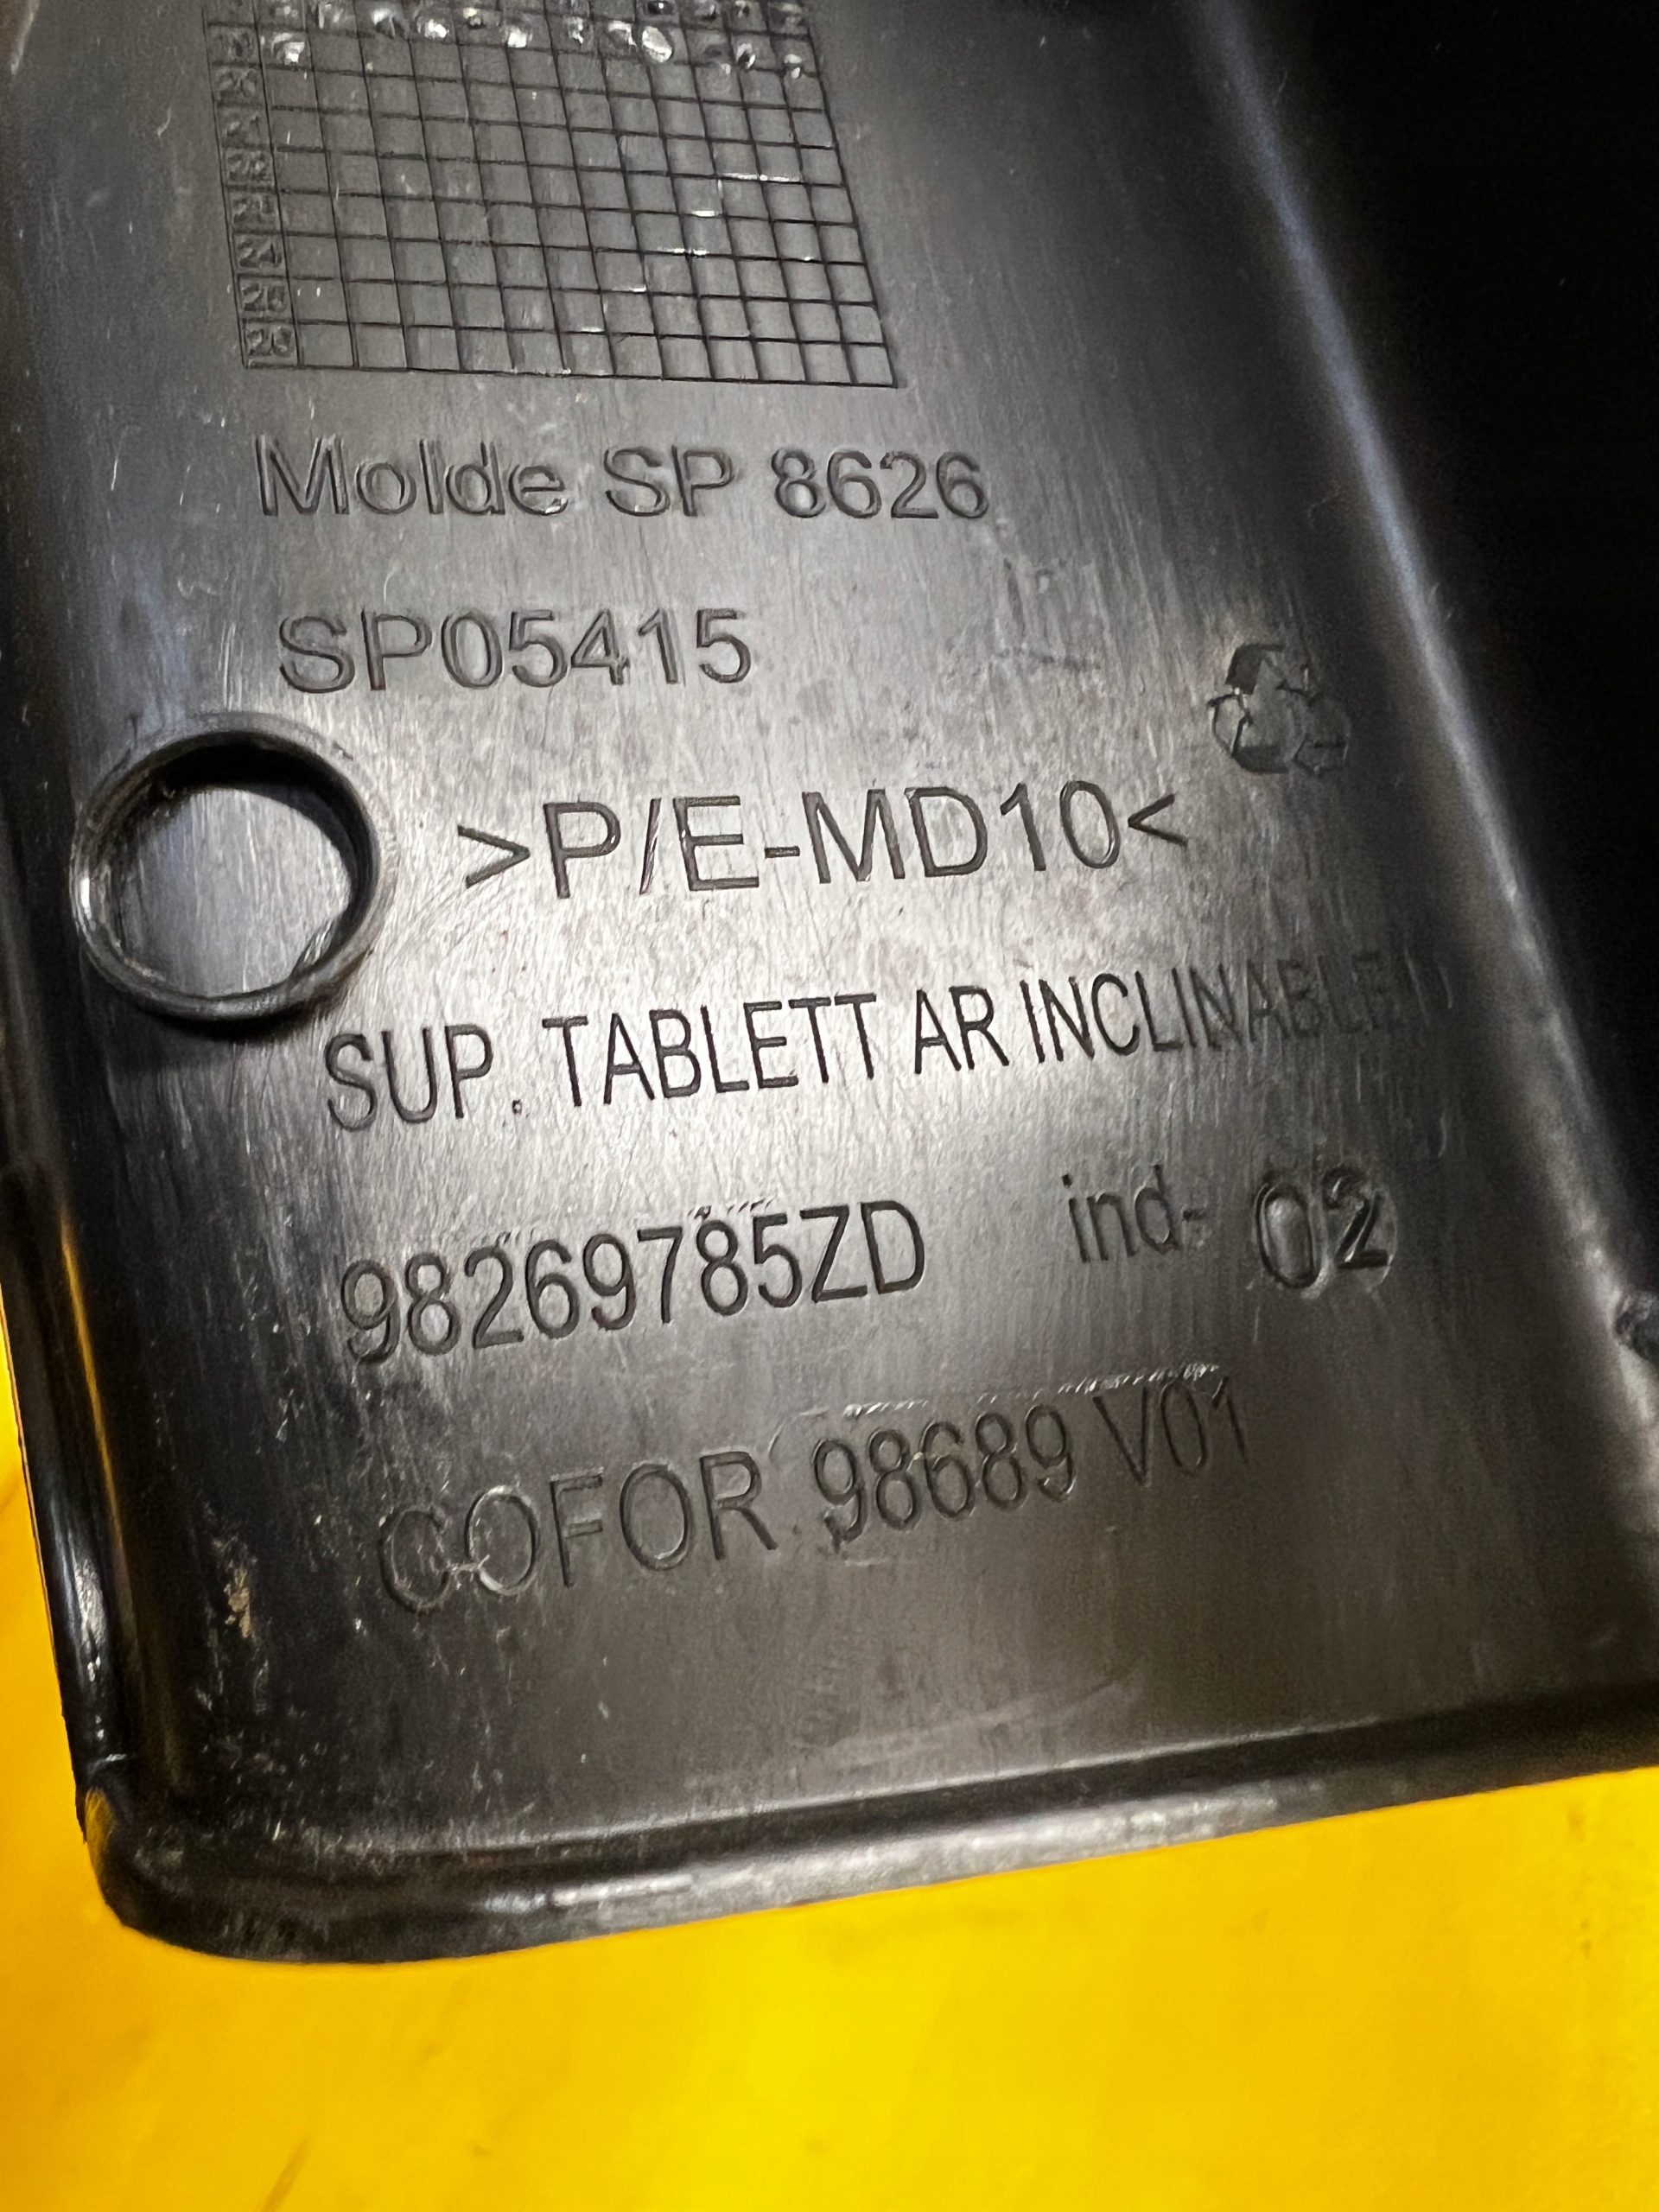 Molde SP 8626
SP05415
>P/E-MD10<
SUP. TABLETT AR INCLINABLE
98269785ZD ind- 02
COFOR 98689 V01